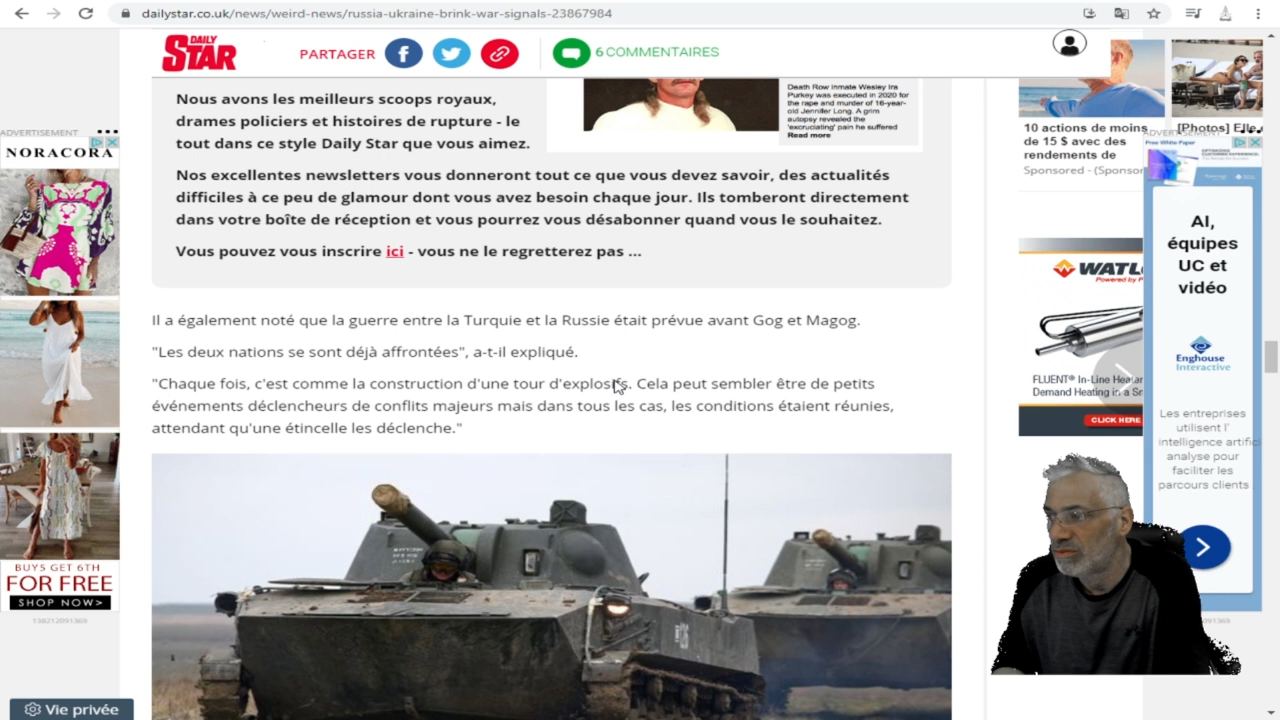 dailystar.co.uk/news/weird-news/russia-ukraine-brink-war-signals-23867984
DAILY
STAR
PARTAGER
6 COMMENTAIRES
Nous avons les meilleurs scoops royaux,
drames policiers et histoires de rupture - le
tout dans ce style Daily Star que vous aimez.
Death Row inmate Wesley Ira
Purkey was executed in 2020 for
the rape and murder of 16-year-
old Jennifer Long. A grim
autopsy revealed the
'excruciating' pain he suffered
Read more
Nos excellentes newsletters vous donneront tout ce que vous devez savoir, des actualités
difficiles à ce peu de glamour dont vous avez besoin chaque jour. Ils tomberont directement
dans votre boîte de réception et vous pourrez vous désabonner quand vous le souhaitez.
Vous pouvez vous inscrire ici - vous ne le regretterez pas ...
Il a également noté que la guerre entre la Turquie et la Russie était prévue avant Gog et Magog.
"Les deux nations se sont déjà affrontées", a-t-il expliqué.
"Chaque fois, c'est comme la construction d'une tour d'explosifs. Cela peut sembler être de petits
événements déclencheurs de conflits majeurs mais dans tous les cas, les conditions étaient réunies,
attendant qu'une étincelle les déclenche."
ADVERTISEMENT
NORACORA
BUYS GET 6TH
FOR FREE
SHOP NOW>
138212091369
Vie privée
10 actions de moins
de 15 $ avec des
rendements de
Sponsored - (Sponsor
[Photos] Elle
ADVERTISEMENT
Free White Paper
WATL
Powered by
FLUENT® In-Line Heater
Demand Heating in a
CLICK HERE
AI,
équipes
UC et
vidéo
Enghouse
Interactive
Les entreprises
utilisent l'
intelligence artifici
analyse pour
faciliter les
parcours clients
091369